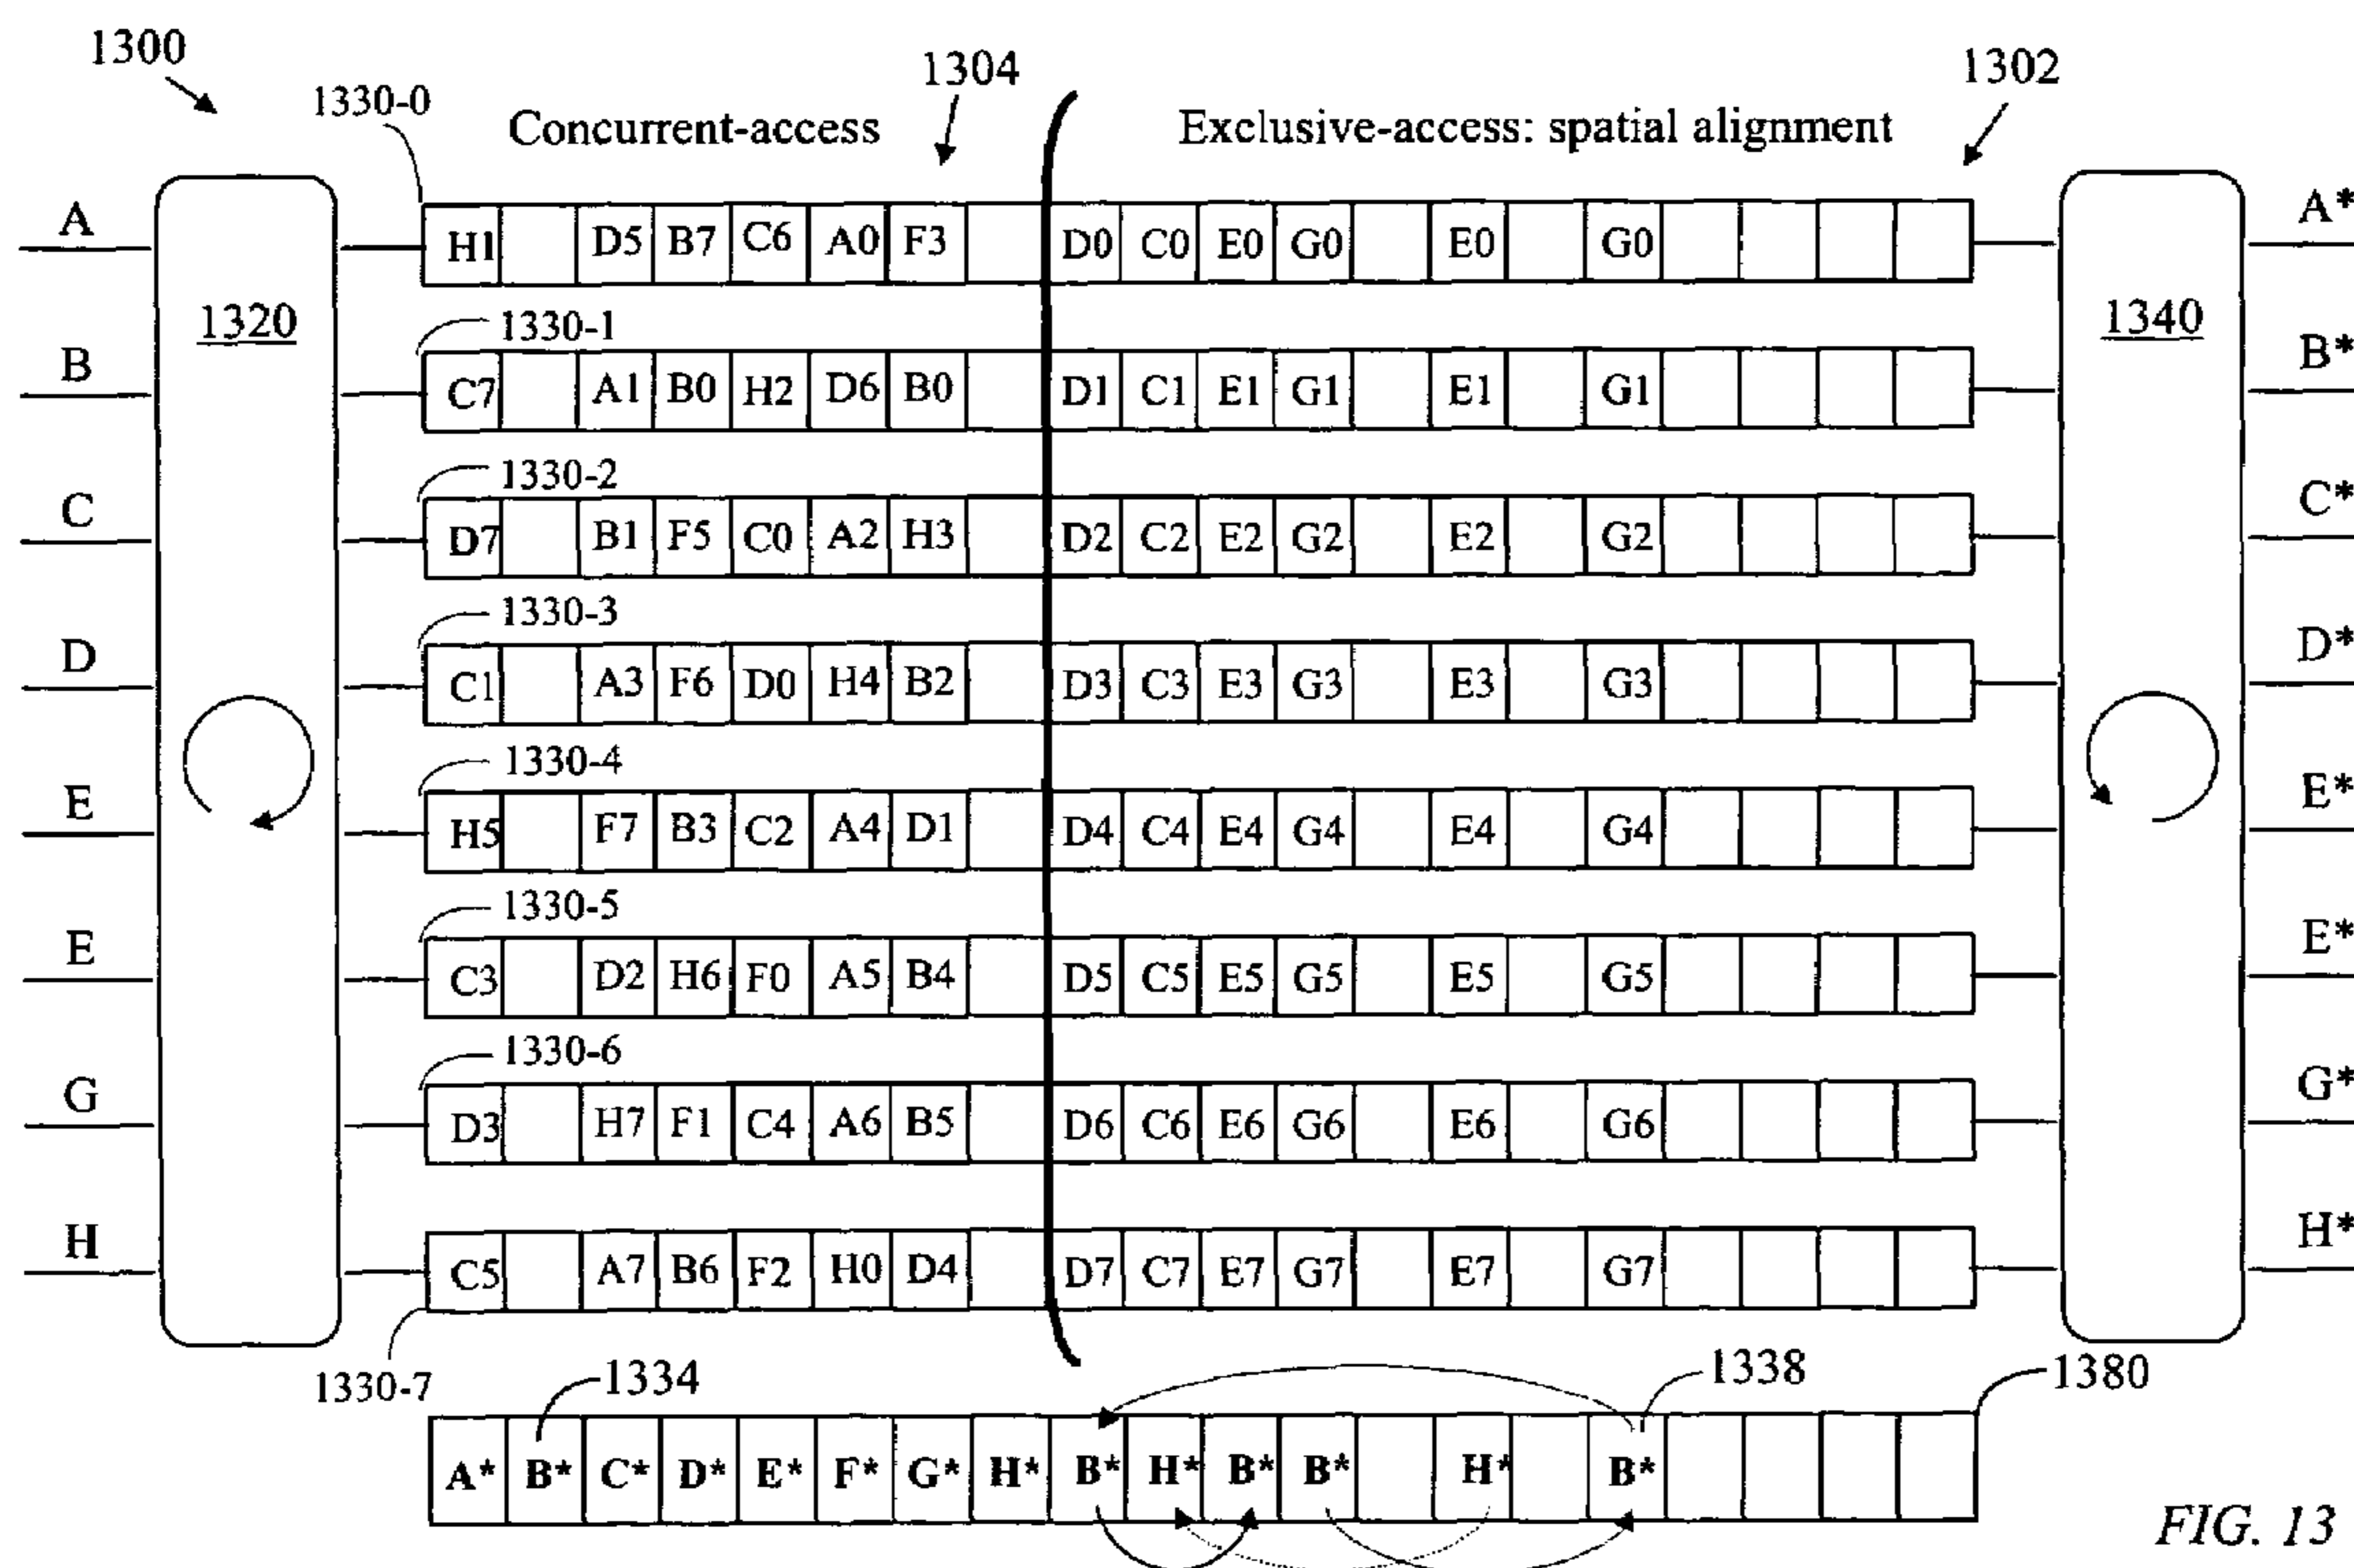 1300
1304
1302
1330-0
Concurrent-access
Exclusive-access: spatial alignment
A
H1 D5 B7 C6 A0 F3 D0 C0 E0 G0 E0 G0
A*
1320
1340
1330-1
B
C7 A1 B0 H2 D6 B0 D1 C1 E1 G1 E1 G1
B*
1330-2
C
D7 B1 F5 C0 A2 H3 D2 C2 E2 G2 E2 G2
C*
1330-3
D
C1 A3 F6 D0 H4 B2 D3 C3 E3 G3 E3 G3
D*
1330-4
E
H5 F7 B3 C2 A4 D1 D4 C4 E4 G4 E4 G4
E*
1330-5
E
C3 D2 H6 F0 A5 B4 D5 C5 E5 G5 E5 G5
E*
1330-6
G
D3 H7 F1 C4 A6 B5 D6 C6 E6 G6 E6 G6
G*
H
C5 A7 B6 F2 H0 D4 D7 C7 E7 G7 E7 G7
H*
1330-7
1334
1338
1380
A* B* C* D* E* F* G* H* B* H* B* B* H* B*
FIG. 13